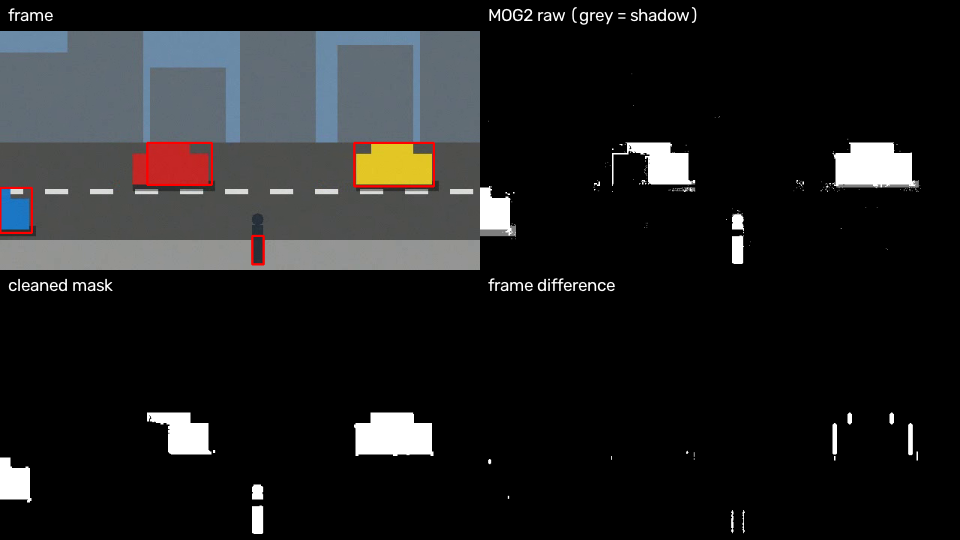 frame
MOG2 raw (grey = shadow)
cleaned mask
frame difference